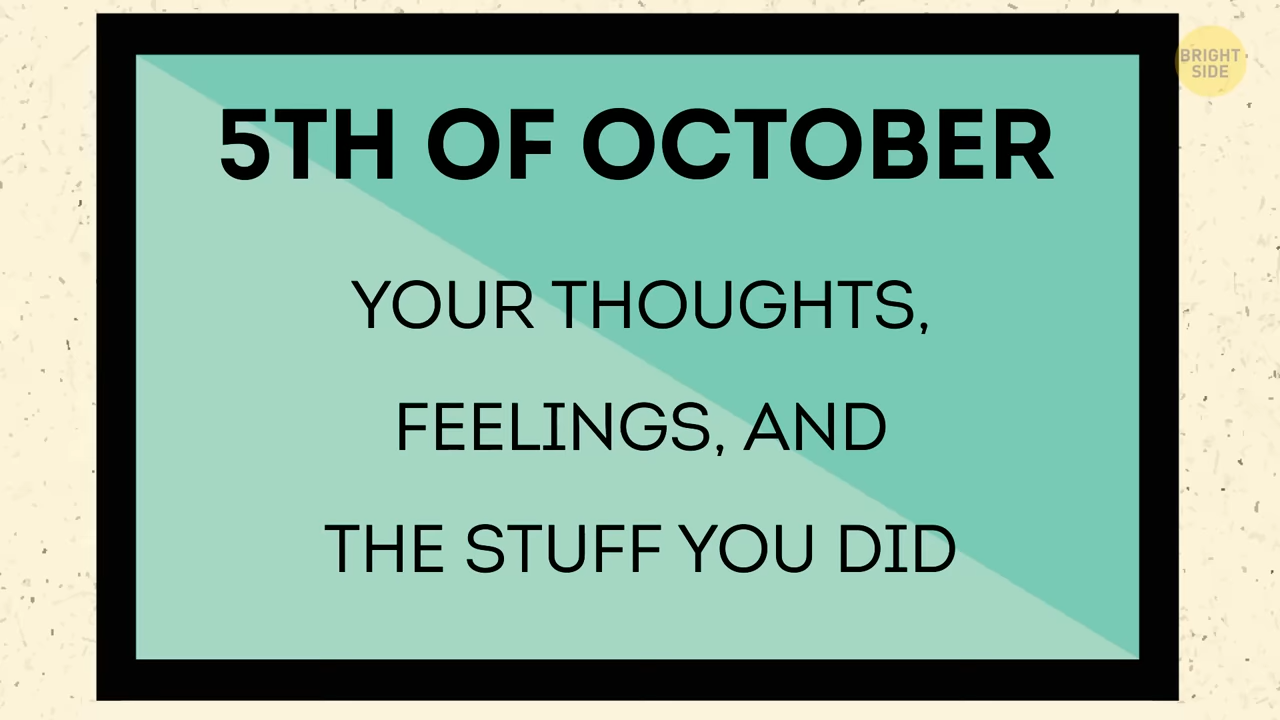 5TH OF OCTOBER
YOUR THOUGHTS,
FEELINGS, AND
THE STUFF YOU DID
BRIGHT
SIDE